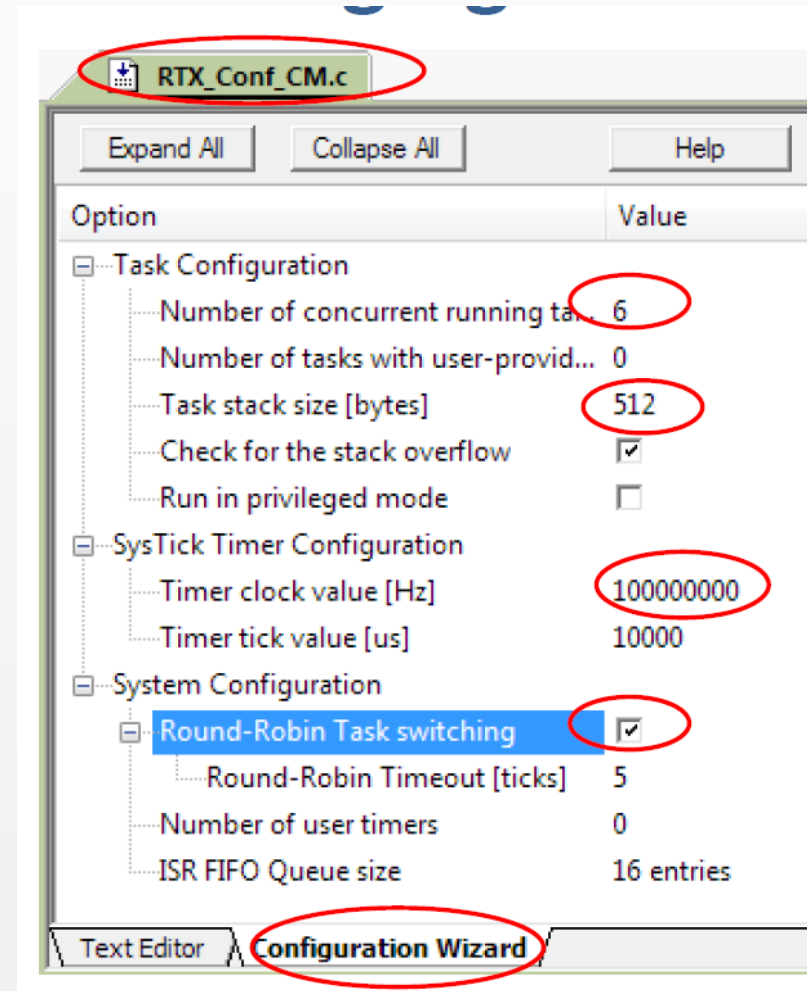 RTX_Conf_CM.c
Expand All Collapse All Help
Option Value
Task Configuration
Number of concurrent running ta... 6
Number of tasks with user-provid... 0
Task stack size [bytes] 512
Check for the stack overflow
Run in privileged mode
SysTick Timer Configuration
Timer clock value [Hz] 100000000
Timer tick value [us] 10000
System Configuration
Round-Robin Task switching
Round-Robin Timeout [ticks] 5
Number of user timers 0
ISR FIFO Queue size 16 entries
Text Editor Configuration Wizard